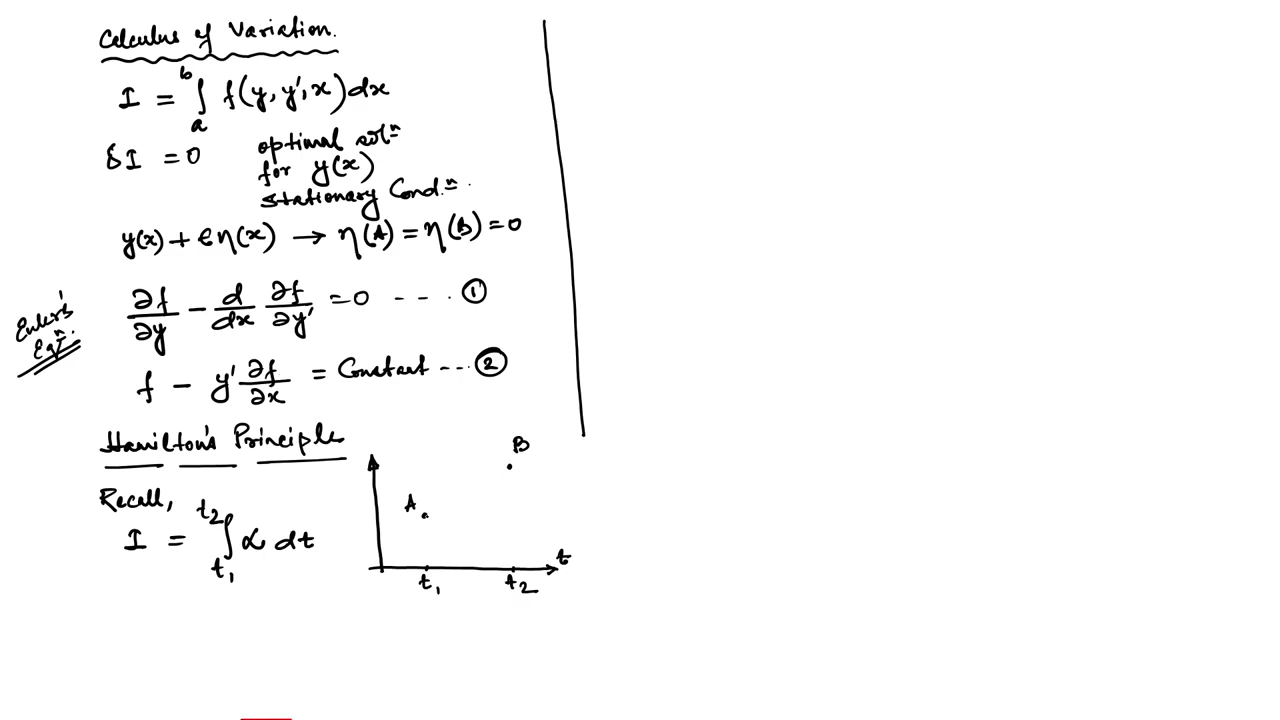 Calculus of Variation.
I = ∫_a^b f(y, y', x) dx
δI = 0 optimal solⁿ
for y(x)
stationary Cond.ⁿ.
y(x) + εη(x) → η(A) = η(B) = 0
Euler's Eqⁿ.
∂f/∂y − d/dx ∂f/∂y' = 0 - - - ①
f − y' ∂f/∂x = Constant --- ②
Hamilton's Principle
Recall,
I = ∫_{t₁}^{t₂} ℒ dt
B
A
t
t₁ t₂